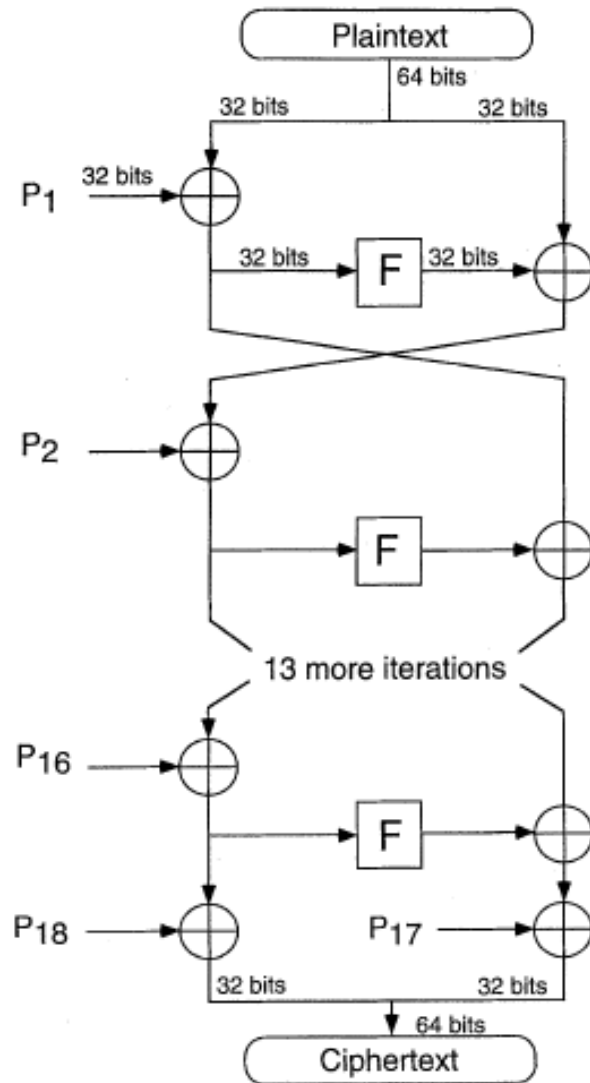 Plaintext
64 bits
32 bits
32 bits
P1
32 bits
32 bits
F
32 bits
P2
F
13 more iterations
P16
F
P18
P17
32 bits
32 bits
64 bits
Ciphertext